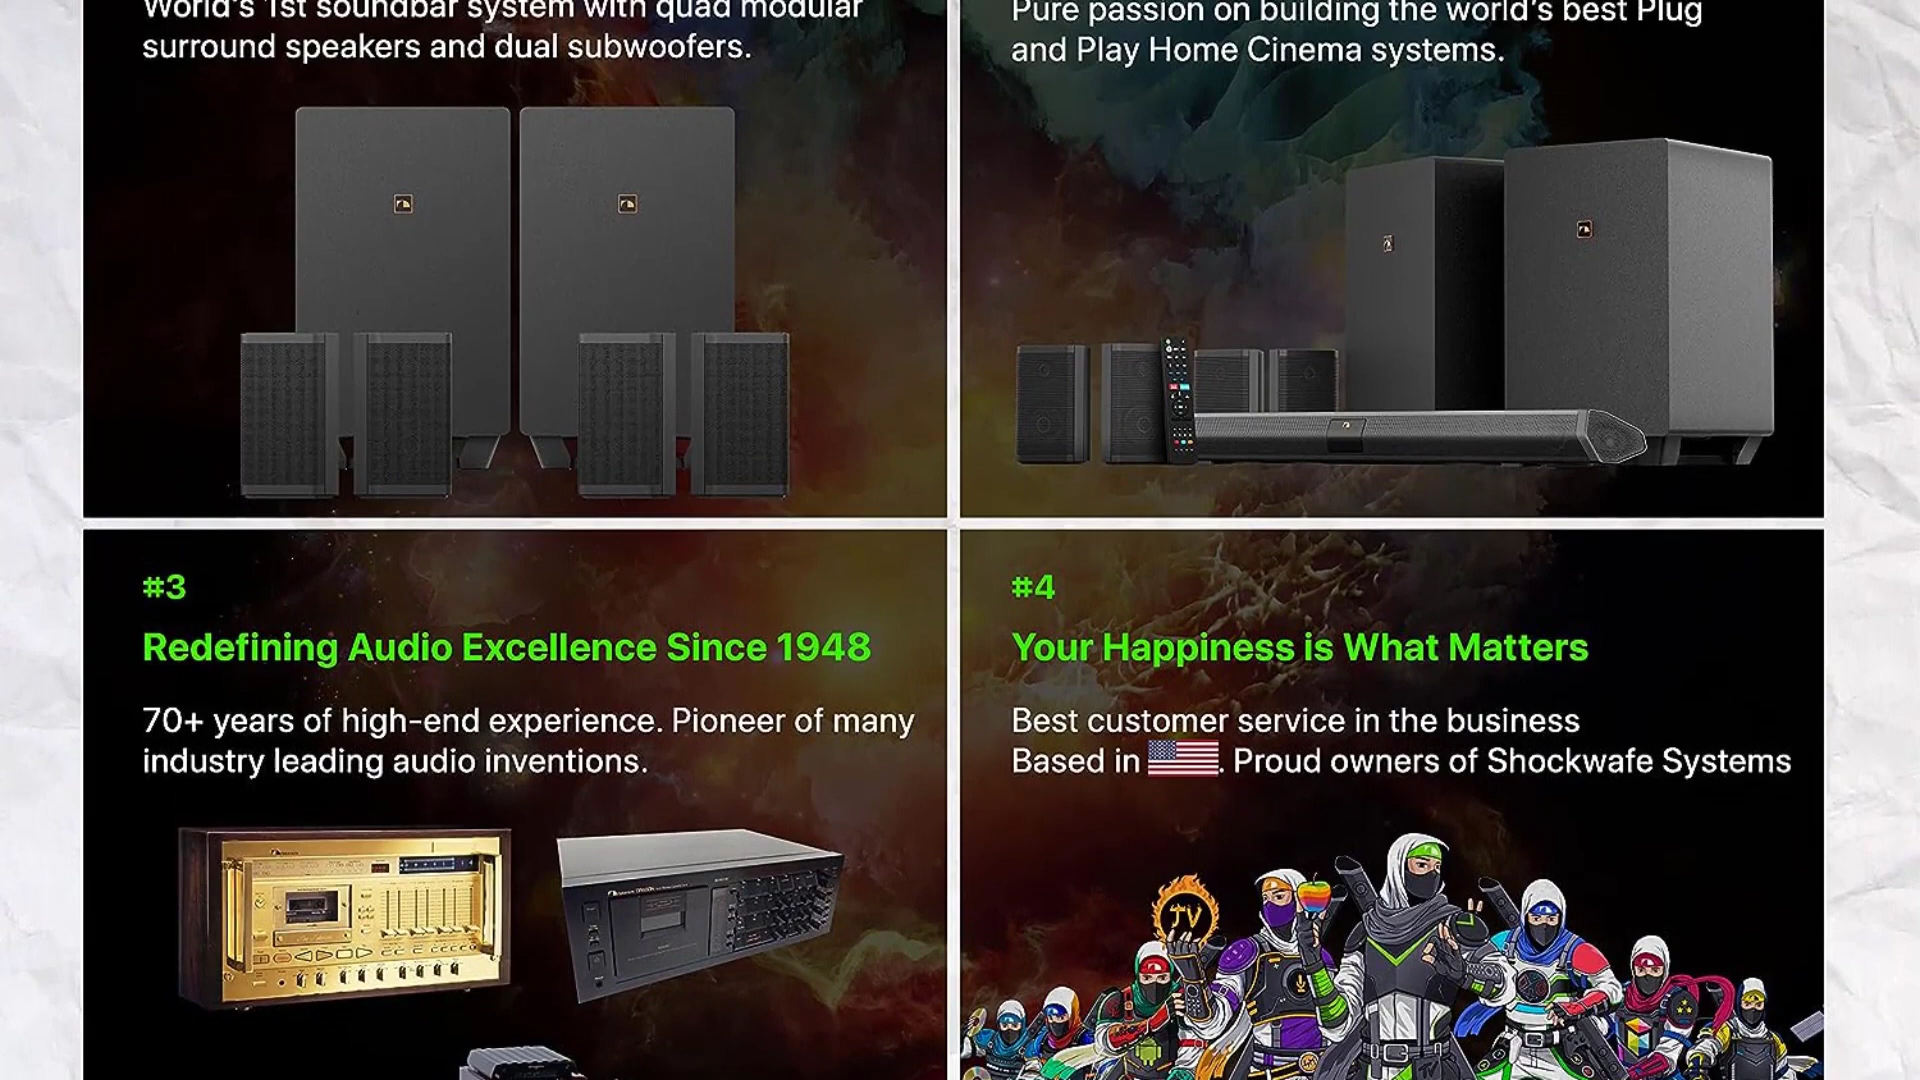 World's 1st soundbar system with quad modular
surround speakers and dual subwoofers.
Pure passion on building the world's best Plug
and Play Home Cinema systems.
#3
Redefining Audio Excellence Since 1948
70+ years of high-end experience. Pioneer of many
industry leading audio inventions.
#4
Your Happiness is What Matters
Best customer service in the business
Based in . Proud owners of Shockwafe Systems
TV